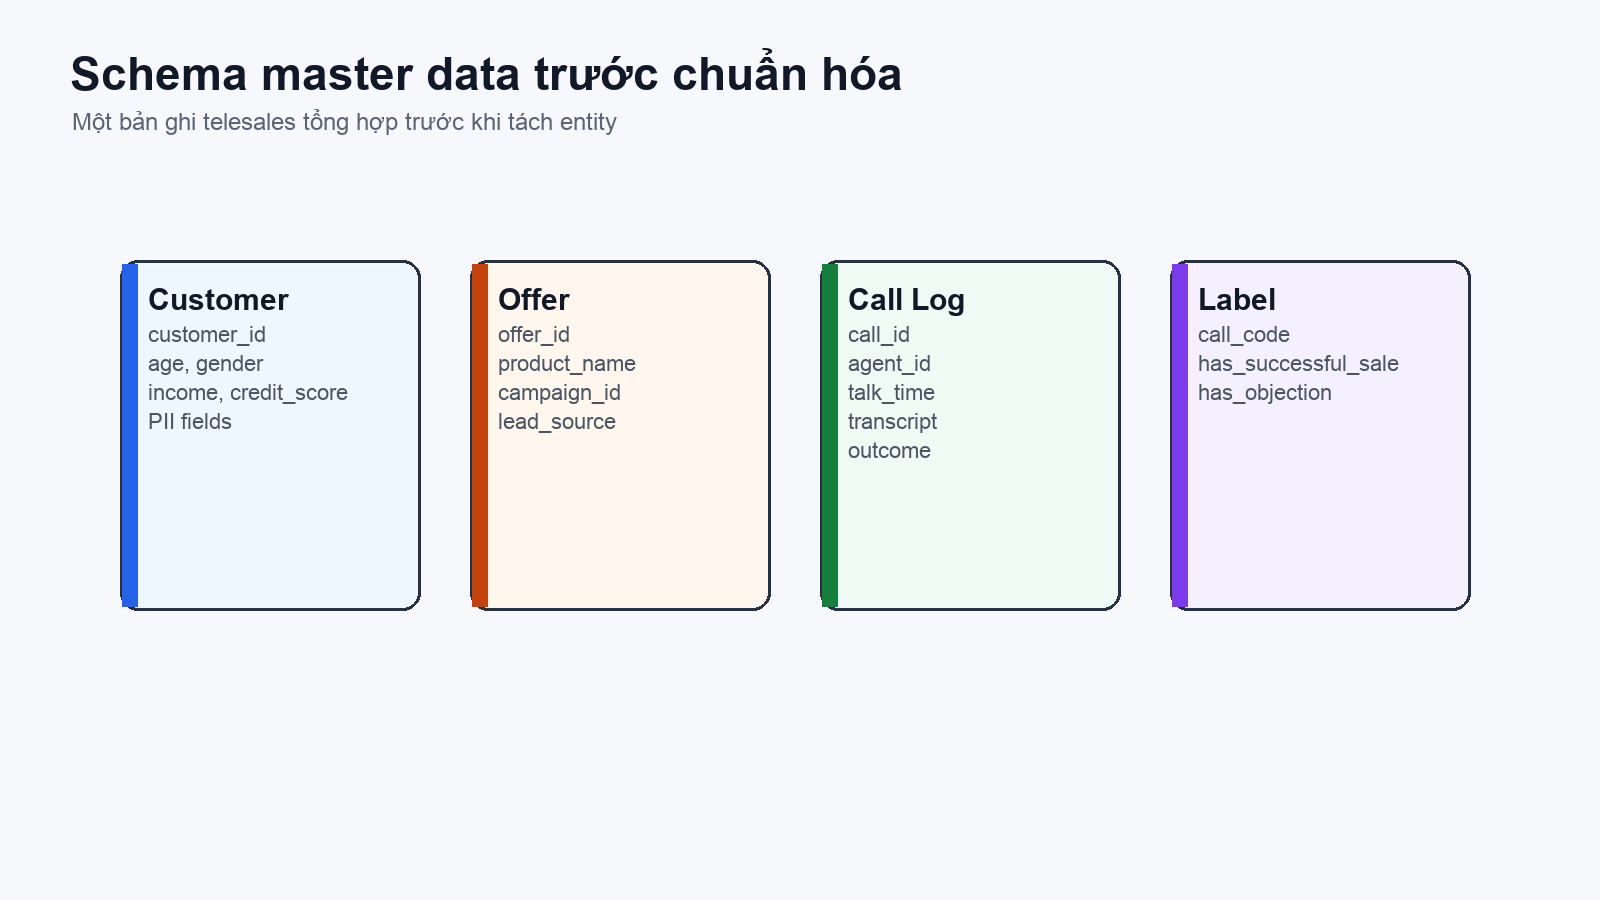 Schema master data trước chuẩn hóa
Một bản ghi telesales tổng hợp trước khi tách entity
Customer
customer_id
age, gender
income, credit_score
PII fields
Offer
offer_id
product_name
campaign_id
lead_source
Call Log
call_id
agent_id
talk_time
transcript
outcome
Label
call_code
has_successful_sale
has_objection